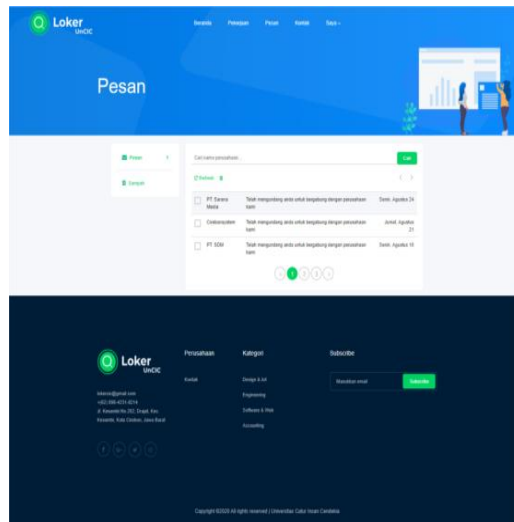 Loker
UnCIC
Beranda Pekerjaan Pesan Kontak Saya
Pesan
Pesan
Sampah
Cari nama perusahaan ...
Cari
Refresh
PT. Sarana Media
Telah mengundang anda untuk bergabung dengan perusahaan kami
Senin, Agustus 24
Telah mengundang anda untuk bergabung dengan perusahaan kami
Jumat, Agustus 21
PT. SDM
Telah mengundang anda untuk bergabung dengan perusahaan kami
Senin, Agustus
1 2 3
Loker
UnCIC
Perusahaan
Kontak
Kategori
Design & Art
Engineering
Software & Web
Accounting
Subscribe
Masukkan email
Subscribe
Copyright ©2020 All rights reserved | Universitas Catur Insan Cendekia